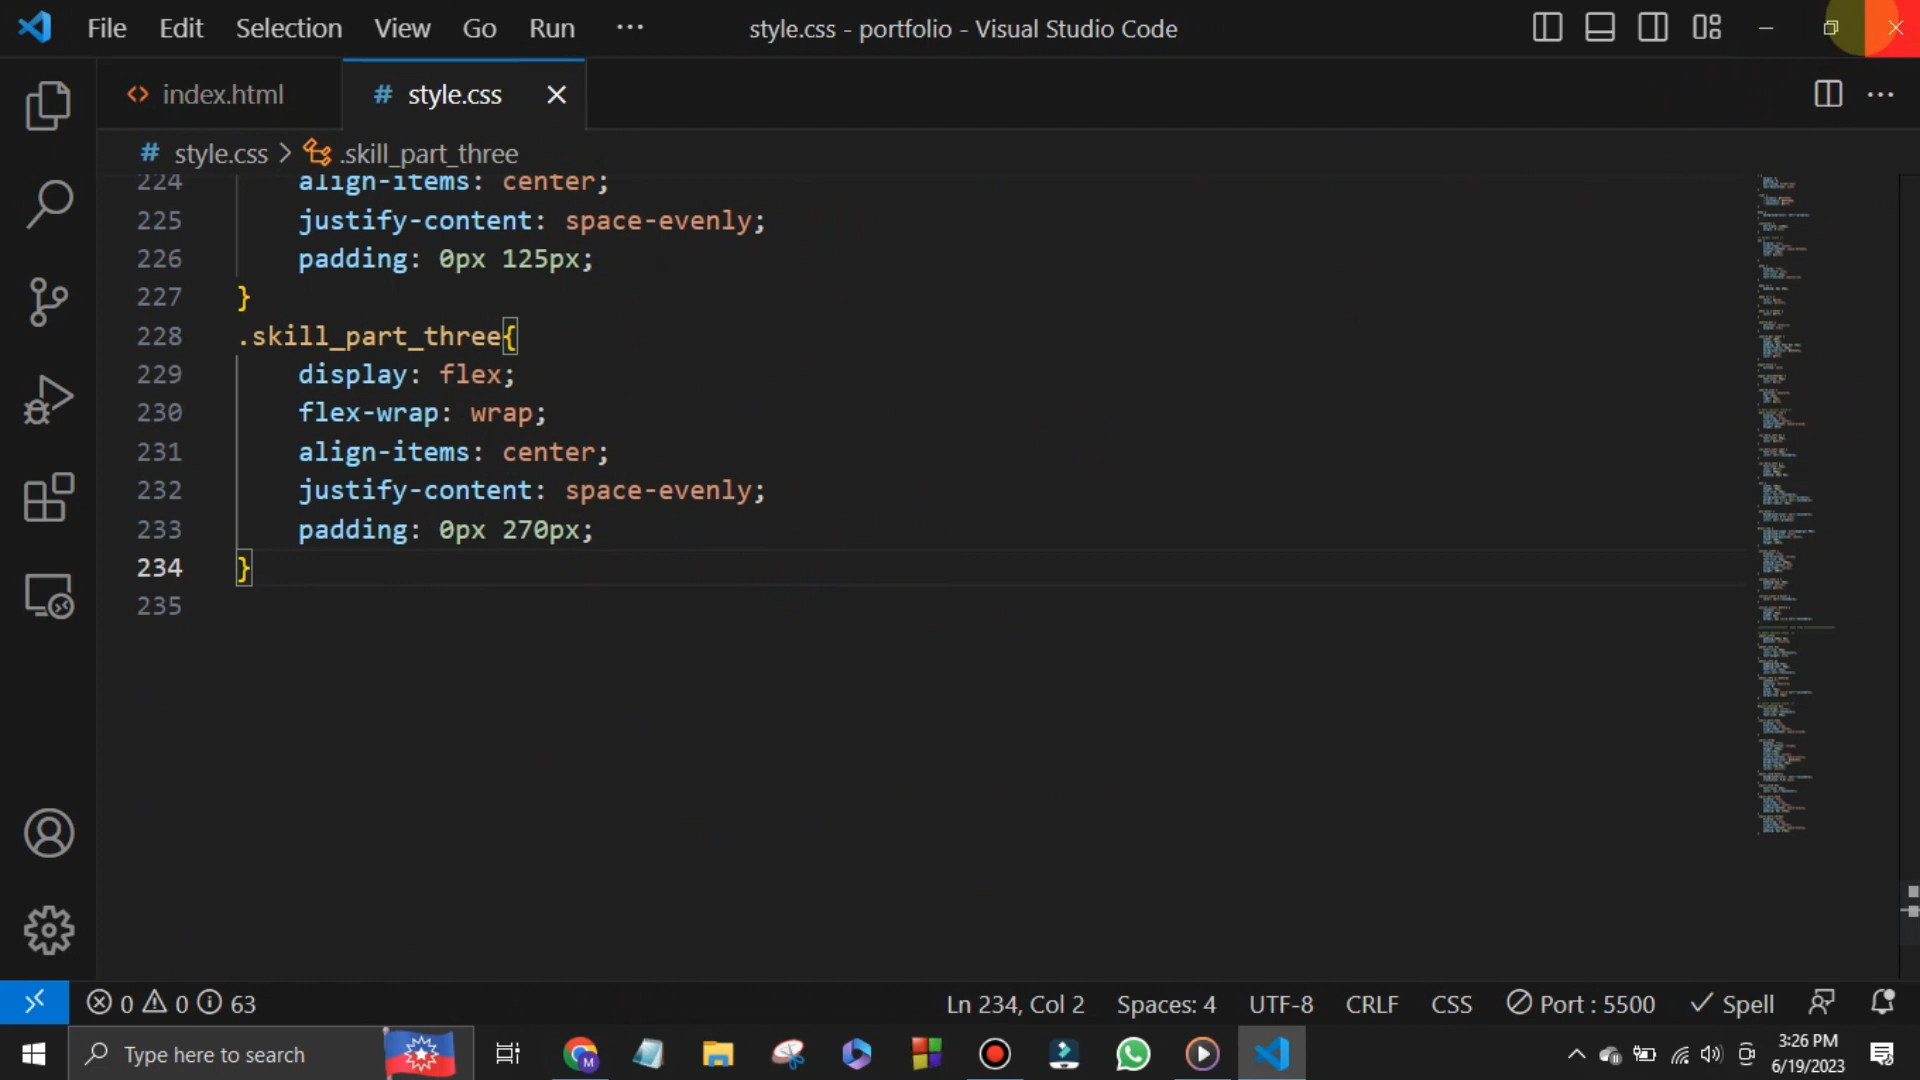 File Edit Selection View Go Run ··· style.css - portfolio - Visual Studio Code
index.html # style.css
# style.css > .skill_part_three
224 align-items: center;
225 justify-content: space-evenly;
226 padding: 0px 125px;
227 }
228 .skill_part_three{
229 display: flex;
230 flex-wrap: wrap;
231 align-items: center;
232 justify-content: space-evenly;
233 padding: 0px 270px;
234 }
235
0 0 63 Ln 234, Col 2 Spaces: 4 UTF-8 CRLF CSS Port : 5500 Spell
Type here to search M 3:26 PM
6/19/2023